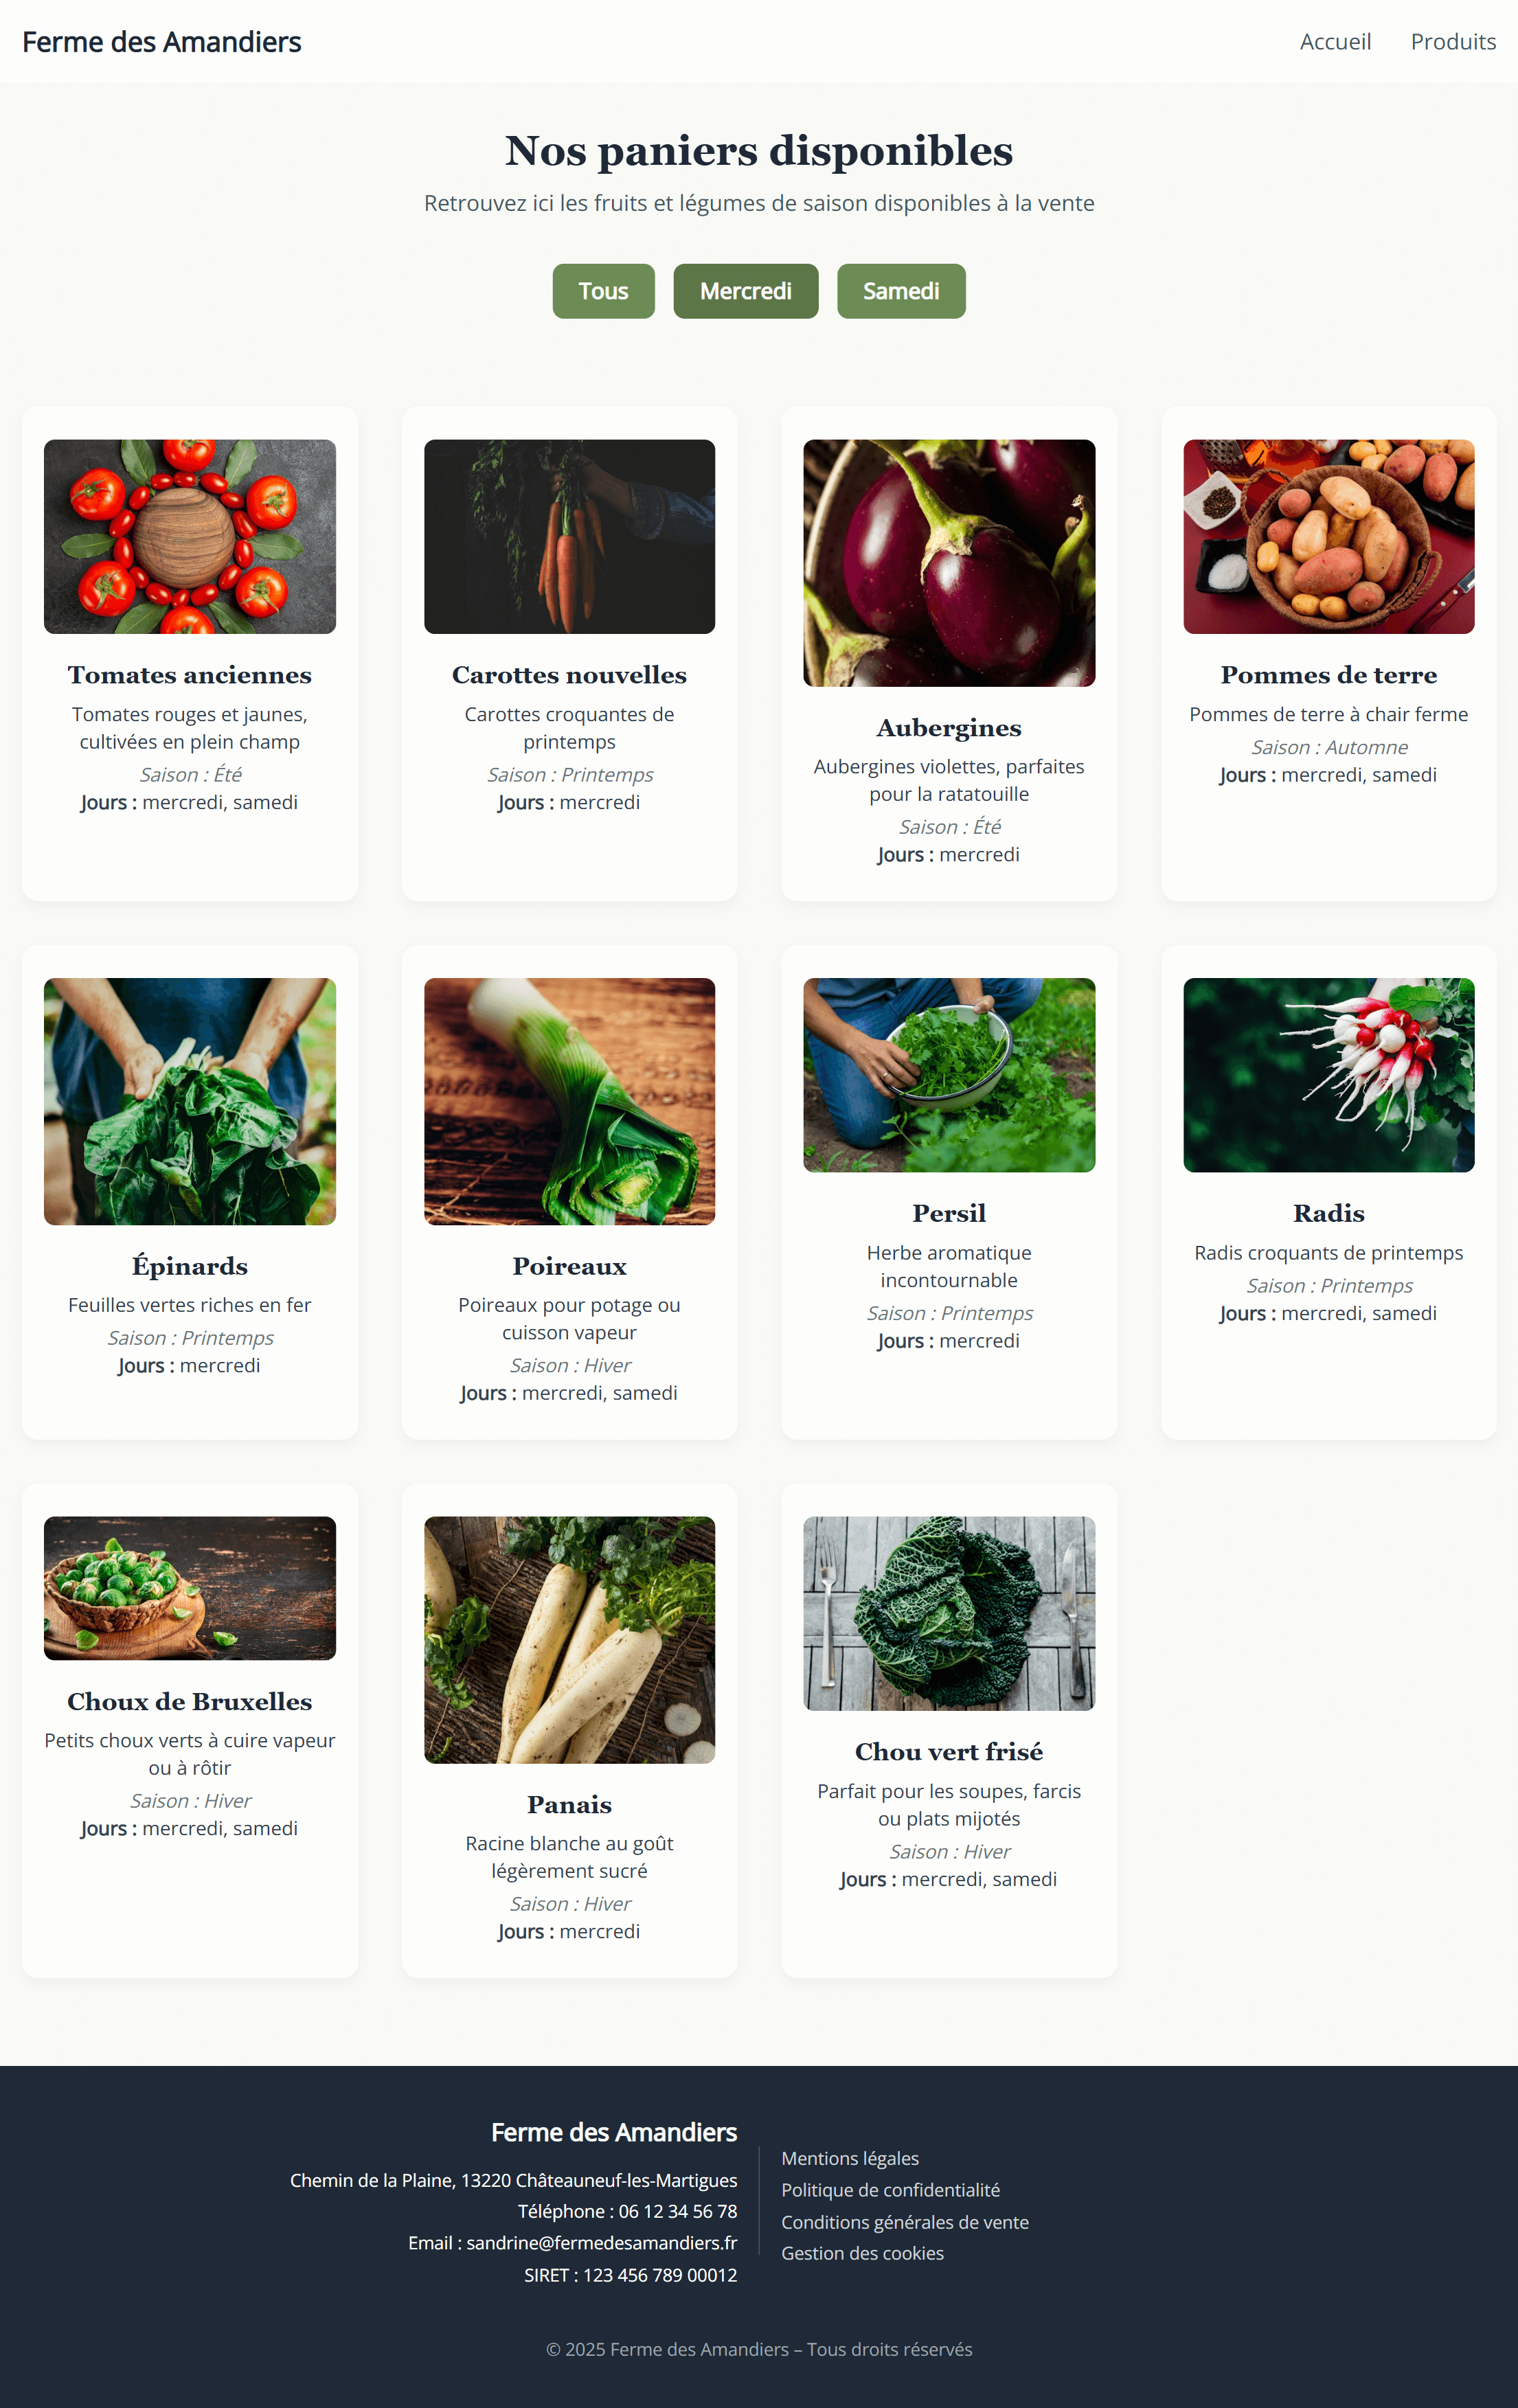 Ferme des Amandiers
Accueil
Produits
Nos paniers disponibles
Retrouvez ici les fruits et légumes de saison disponibles à la vente
Tous
Mercredi
Samedi
Tomates anciennes
Tomates rouges et jaunes,
cultivées en plein champ
Saison : Été
Jours : mercredi, samedi
Carottes nouvelles
Carottes croquantes de
printemps
Saison : Printemps
Jours : mercredi
Aubergines
Aubergines violettes, parfaites
pour la ratatouille
Saison : Été
Jours : mercredi
Pommes de terre
Pommes de terre à chair ferme
Saison : Automne
Jours : mercredi, samedi
Épinards
Feuilles vertes riches en fer
Saison : Printemps
Jours : mercredi
Poireaux
Poireaux pour potage ou
cuisson vapeur
Saison : Hiver
Jours : mercredi, samedi
Persil
Herbe aromatique
incontournable
Saison : Printemps
Jours : mercredi
Radis
Radis croquants de printemps
Saison : Printemps
Jours : mercredi, samedi
Choux de Bruxelles
Petits choux verts à cuire vapeur
ou à rôtir
Saison : Hiver
Jours : mercredi, samedi
Panais
Racine blanche au goût
légèrement sucré
Saison : Hiver
Jours : mercredi
Chou vert frisé
Parfait pour les soupes, farcis
ou plats mijotés
Saison : Hiver
Jours : mercredi, samedi
Ferme des Amandiers
Chemin de la Plaine, 13220 Châteauneuf-les-Martigues
Téléphone : 06 12 34 56 78
Email : sandrine@fermedesamandiers.fr
SIRET : 123 456 789 00012
Mentions légales
Politique de confidentialité
Conditions générales de vente
Gestion des cookies
© 2025 Ferme des Amandiers – Tous droits réservés